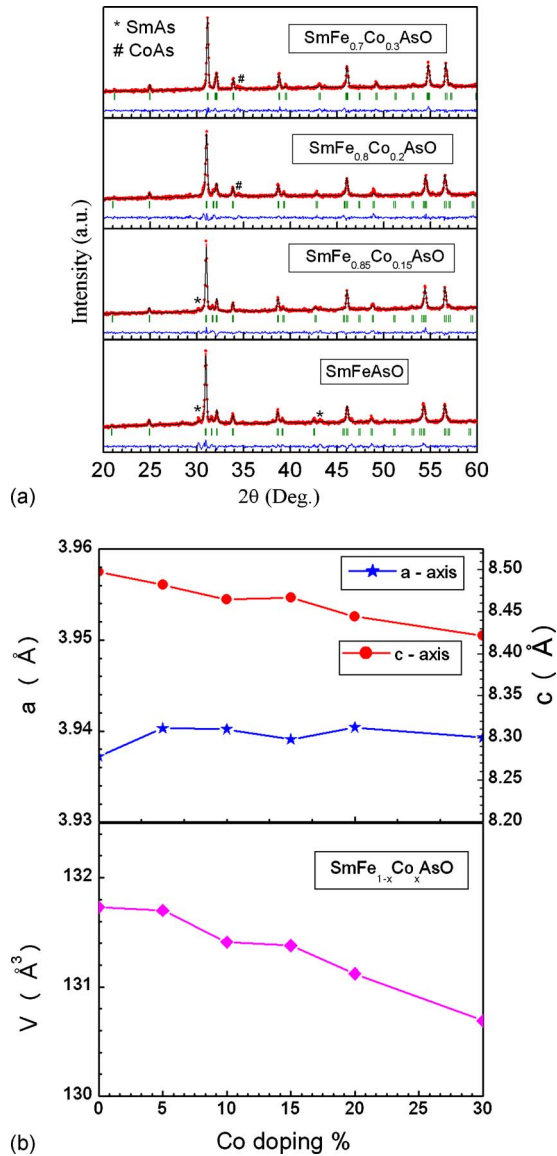 * SmAs
# CoAs
SmFe0.7Co0.3AsO
#
SmFe0.8Co0.2AsO
#
Intensity (a.u.)
SmFe0.85Co0.15AsO
*
SmFeAsO
* *
20 25 30 35 40 45 50 55 60
(a)
2θ (Deg.)
3.96
3.95
3.94
3.93
a ( Å)
a - axis
c - axis
8.50
8.45
8.40
8.35
8.30
8.25
8.20
c ( Å)
SmFe1-xCoxAsO
132
131
130
V ( Å3)
0 5 10 15 20 25 30
(b)
Co doping %